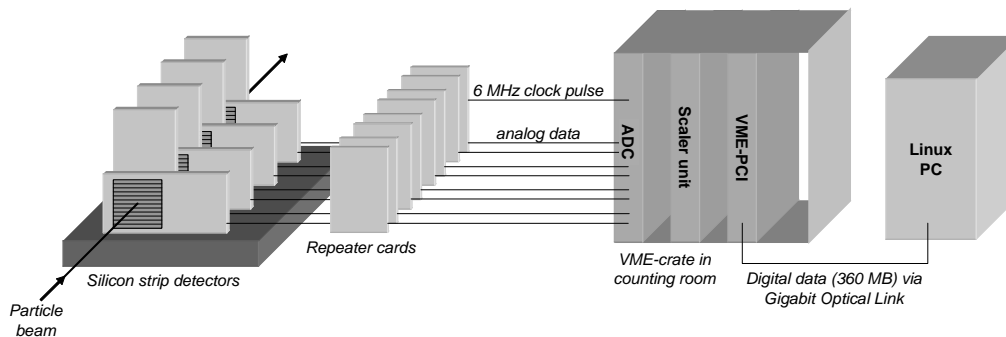 6 MHz clock pulse
analog data
ADC
Scaler unit
VME-PCI
Linux
PC
Repeater cards
Silicon strip detectors
VME-crate in
counting room
Digital data (360 MB) via
Gigabit Optical Link
Particle
beam